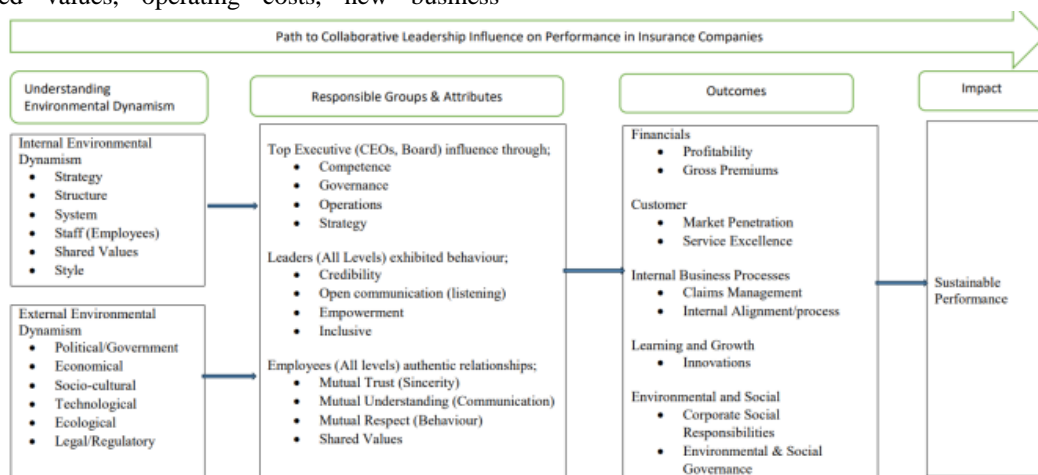 ed values, operating costs, new business
Path to Collaborative Leadership Influence on Performance in Insurance Companies
Understanding
Environmental Dynamism
Internal Environmental
Dynamism
• Strategy
• Structure
• System
• Staff (Employees)
• Shared Values
• Style
External Environmental
Dynamism
• Political/Government
• Economical
• Socio-cultural
• Technological
• Ecological
• Legal/Regulatory
Responsible Groups & Attributes
Top Executive (CEOs, Board) influence through;
• Competence
• Governance
• Operations
• Strategy
Leaders (All Levels) exhibited behaviour;
• Credibility
• Open communication (listening)
• Empowerment
• Inclusive
Employees (All levels) authentic relationships;
• Mutual Trust (Sincerity)
• Mutual Understanding (Communication)
• Mutual Respect (Behaviour)
• Shared Values
Outcomes
Financials
• Profitability
• Gross Premiums
Customer
• Market Penetration
• Service Excellence
Internal Business Processes
• Claims Management
• Internal Alignment/process
Learning and Growth
• Innovations
Environmental and Social
• Corporate Social
Responsibilities
• Environmental & Social
Governance
Impact
Sustainable
Performance